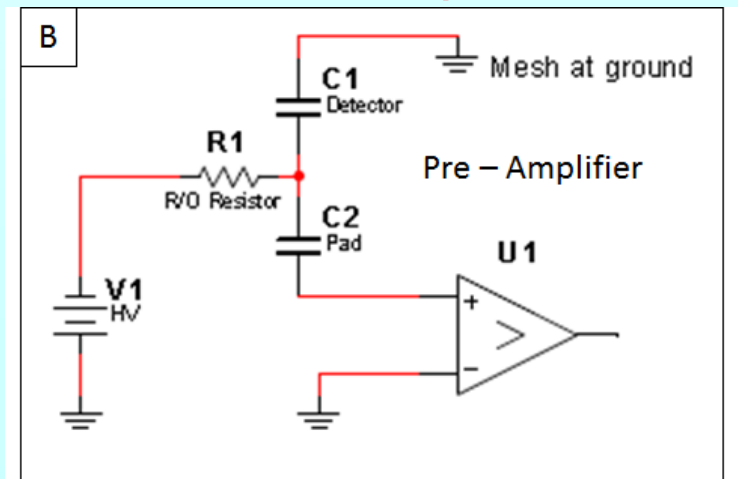 B
C1
Detector
Mesh at ground
R1
R/O Resistor
Pre – Amplifier
C2
Pad
U1
V1
HV
+
>
−